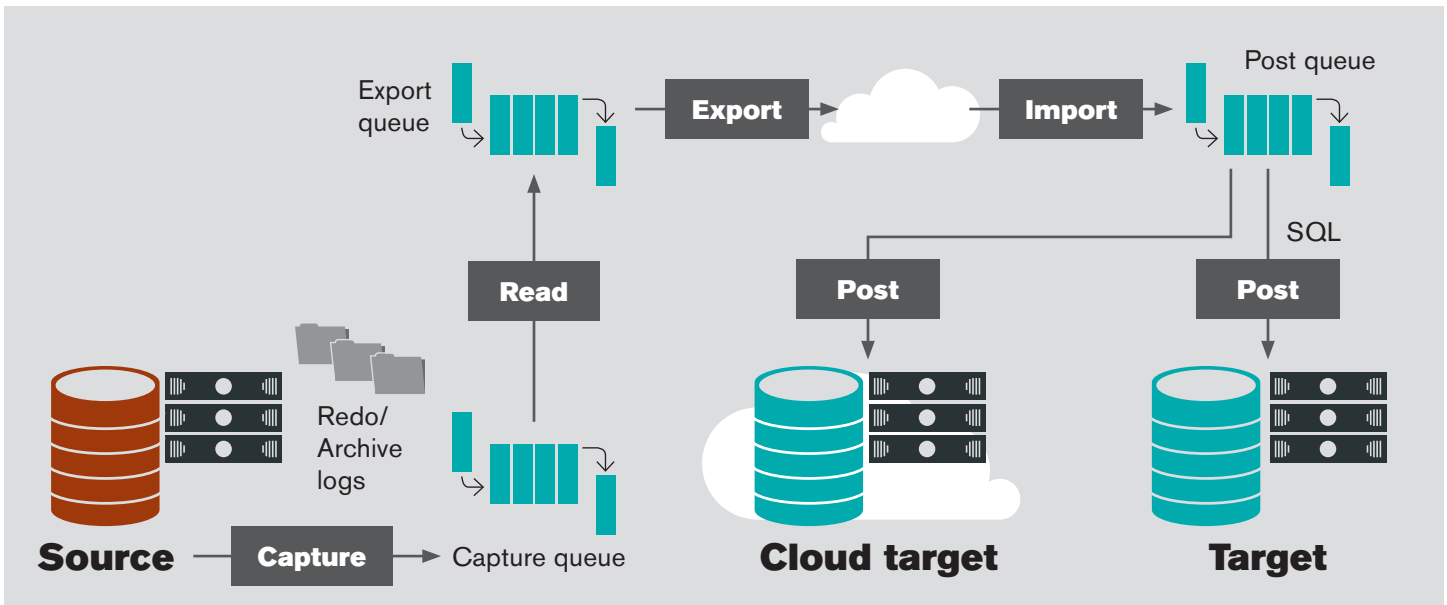 Export
queue
Export
Import
Post queue
Read
Post
SQL
Post
Redo/
Archive
logs
Source
Capture
Capture queue
Cloud target
Target